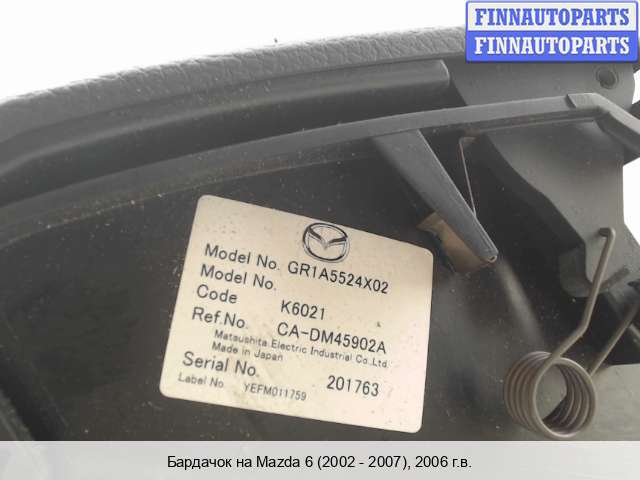 FINNAUTOPARTS
FINNAUTOPARTS
Model No. GR1A5524X02
Model No.
Code K6021
Ref.No. CA-DM45902A
Matsushita Electric Industrial Co.,Ltd.
Made in Japan
Serial No. 201763
Label No. YEFM011759
Бардачок на Mazda 6 (2002 - 2007), 2006 г.в.